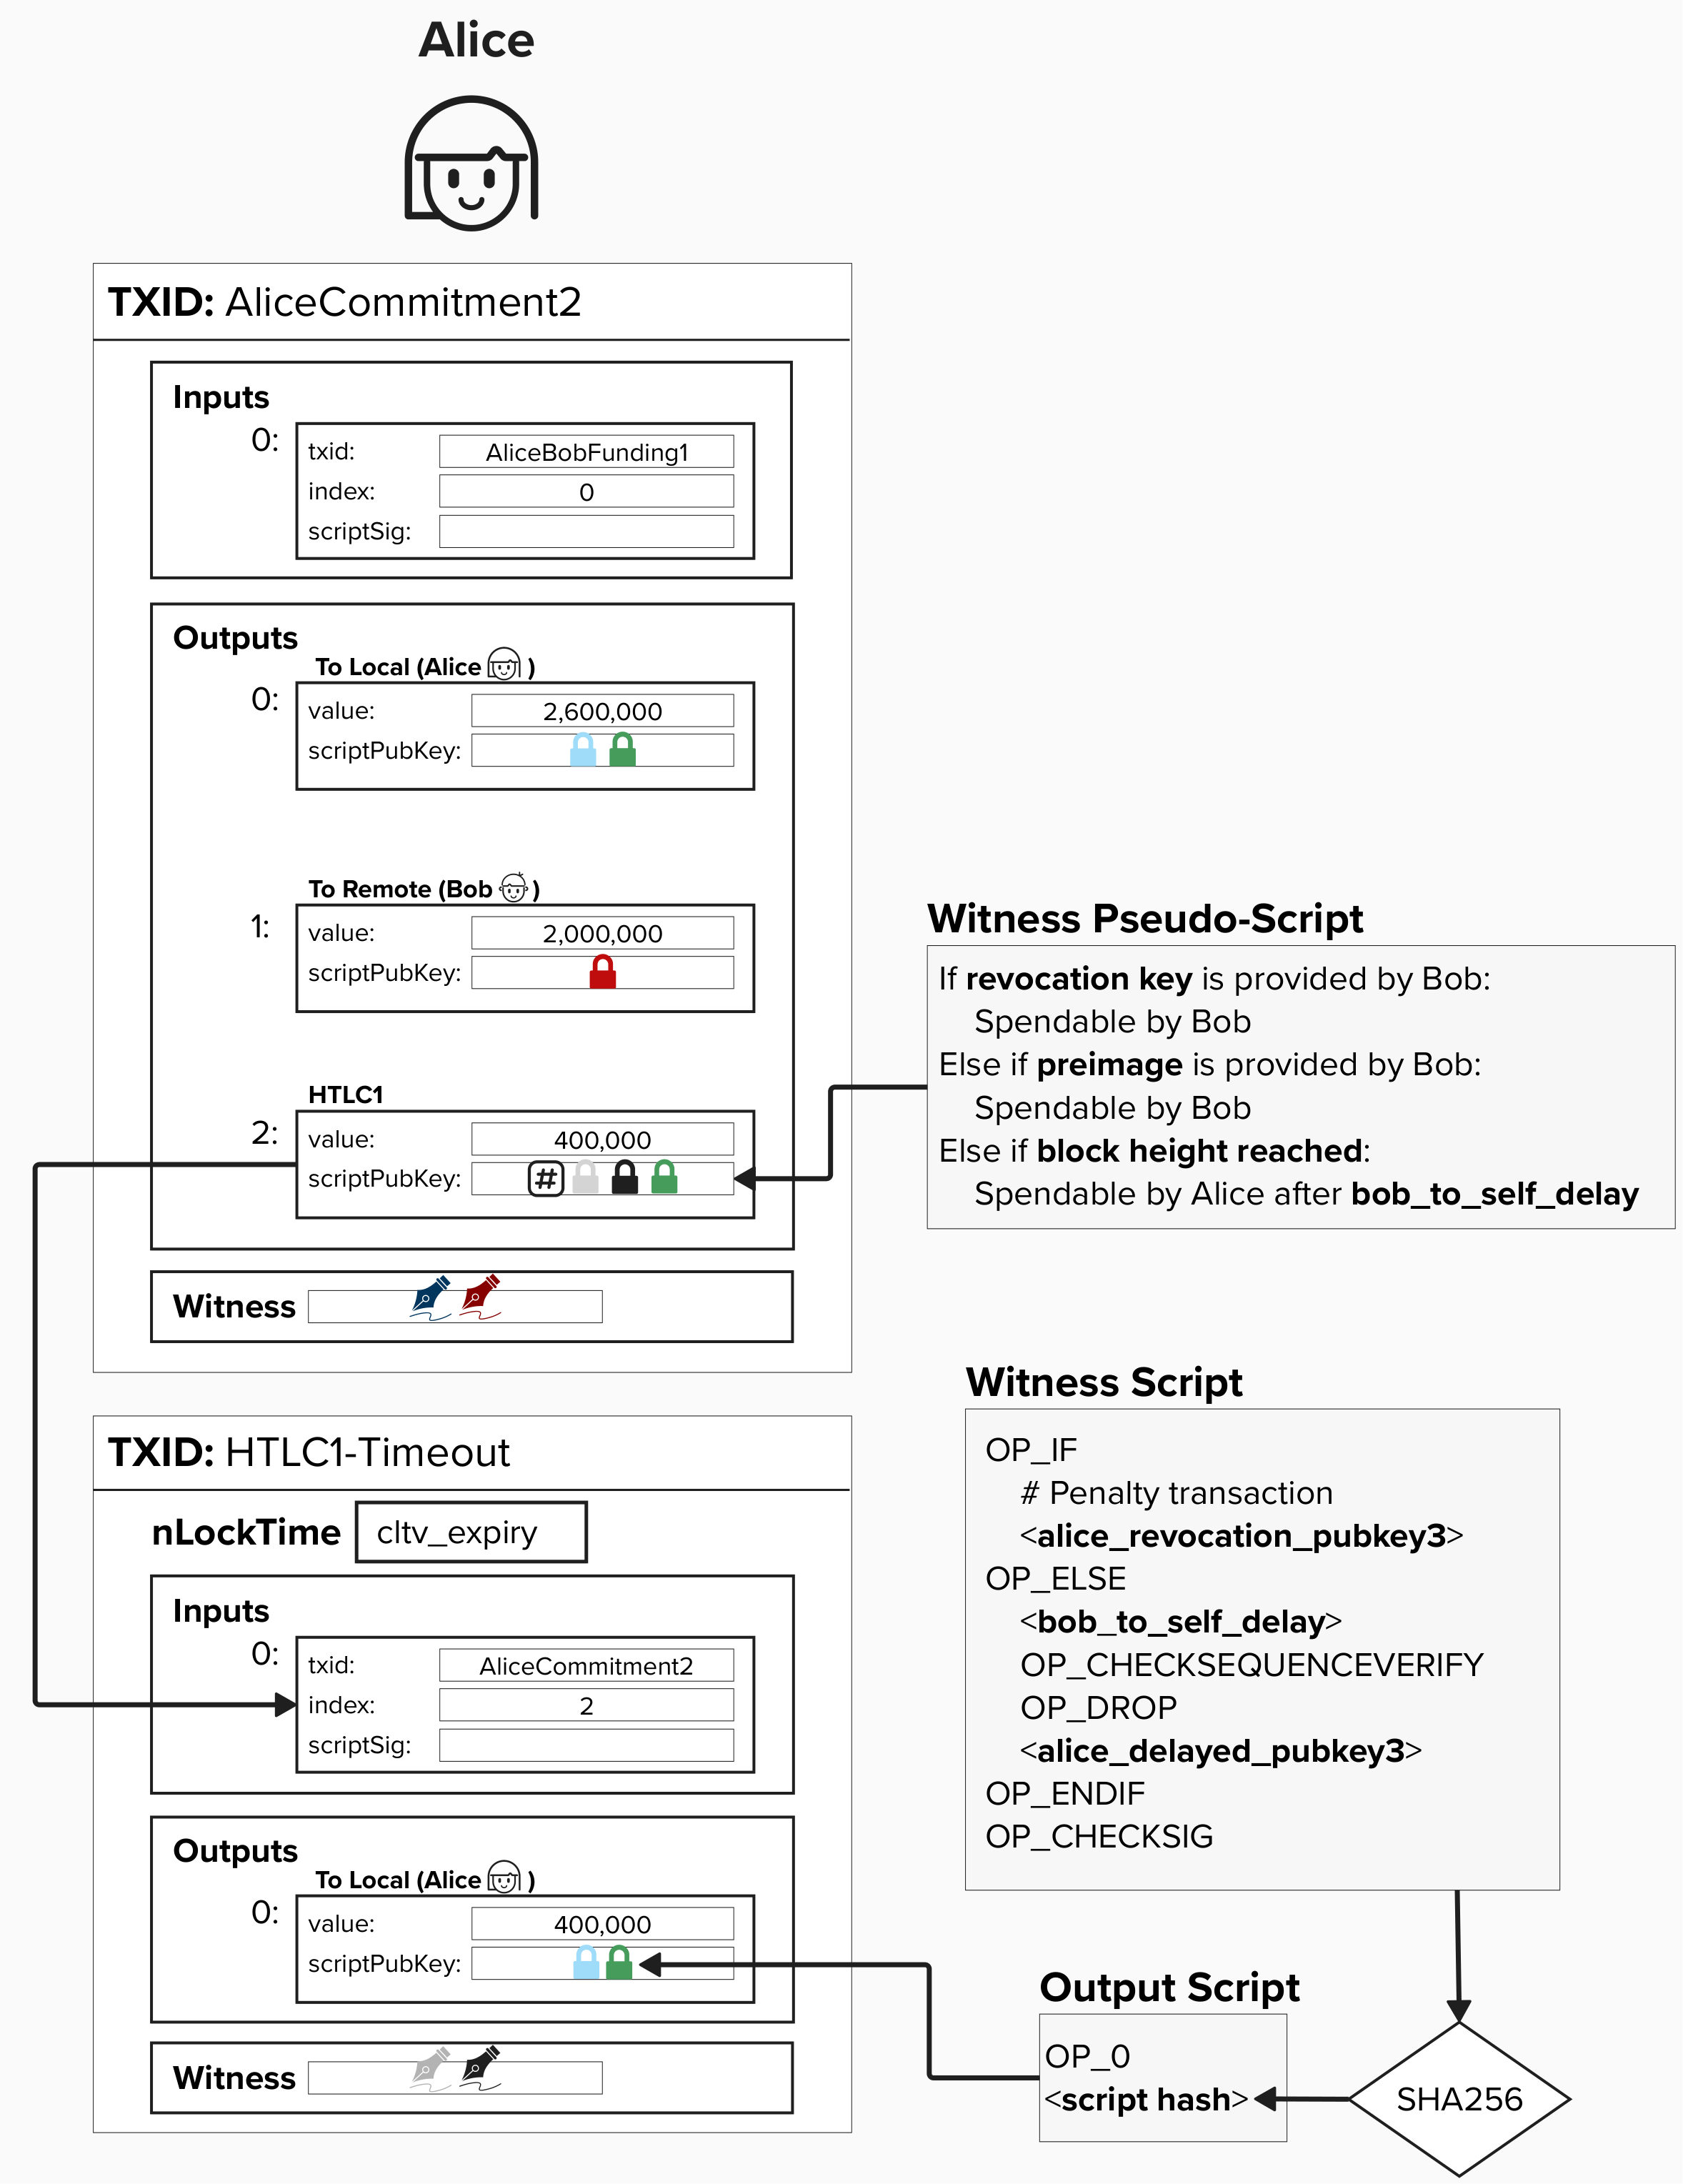 Alice
TXID: AliceCommitment2
Inputs
0:
txid: AliceBobFunding1
index: 0
scriptSig:
Outputs
To Local (Alice )
0:
value: 2,600,000
scriptPubKey:
To Remote (Bob )
1:
value: 2,000,000
scriptPubKey:
HTLC1
2:
value: 400,000
scriptPubKey: #
Witness
Witness Pseudo-Script
If revocation key is provided by Bob:
Spendable by Bob
Else if preimage is provided by Bob:
Spendable by Bob
Else if block height reached:
Spendable by Alice after bob_to_self_delay
TXID: HTLC1-Timeout
nLockTime cltv_expiry
Inputs
0:
txid: AliceCommitment2
index: 2
scriptSig:
Outputs
To Local (Alice )
0:
value: 400,000
scriptPubKey:
Witness
Witness Script
OP_IF
# Penalty transaction
<alice_revocation_pubkey3>
OP_ELSE
<bob_to_self_delay>
OP_CHECKSEQUENCEVERIFY
OP_DROP
<alice_delayed_pubkey3>
OP_ENDIF
OP_CHECKSIG
Output Script
OP_0
<script hash>
SHA256